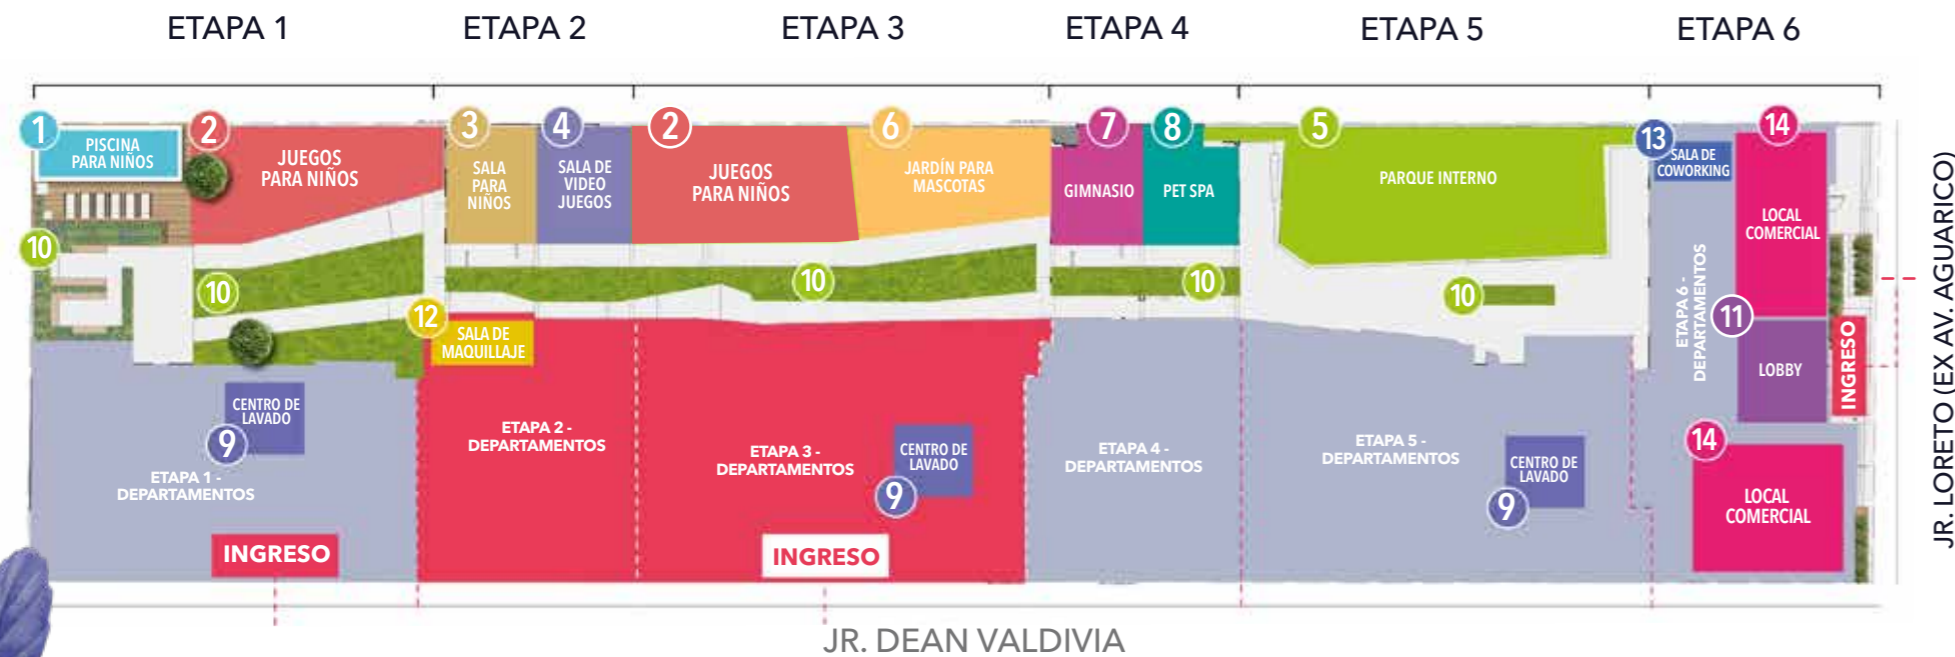 ETAPA 1
ETAPA 2
ETAPA 3
ETAPA 4
ETAPA 5
ETAPA 6
1
PISCINA
PARA NIÑOS
2
JUEGOS
PARA NIÑOS
3
SALA
PARA
NIÑOS
4
SALA DE
VIDEO
JUEGOS
2
JUEGOS
PARA NIÑOS
6
JARDÍN PARA
MASCOTAS
7
GIMNASIO
8
PET SPA
5
PARQUE INTERNO
13
SALA DE
COWORKING
14
LOCAL
COMERCIAL
10
10
10
10
10
12
SALA DE
MAQUILLAJE
11
LOBBY
INGRESO
ETAPA 6 -
DEPARTAMENTOS
JR. LORETO (EX AV. AGUARICO)
CENTRO DE
LAVADO
9
ETAPA 1 -
DEPARTAMENTOS
INGRESO
ETAPA 2 -
DEPARTAMENTOS
ETAPA 3 -
DEPARTAMENTOS
CENTRO DE
LAVADO
9
INGRESO
ETAPA 4 -
DEPARTAMENTOS
ETAPA 5 -
DEPARTAMENTOS
CENTRO DE
LAVADO
9
14
LOCAL
COMERCIAL
JR. DEAN VALDIVIA